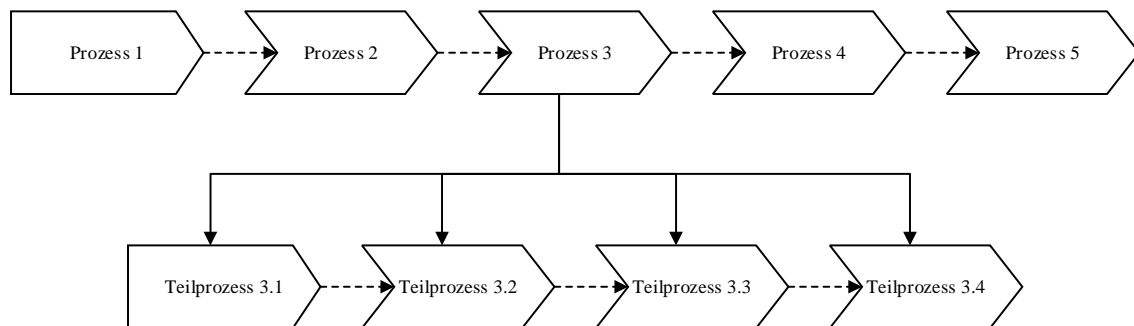 Prozess 1
Prozess 2
Prozess 3
Prozess 4
Prozess 5
Teilprozess 3.1
Teilprozess 3.2
Teilprozess 3.3
Teilprozess 3.4